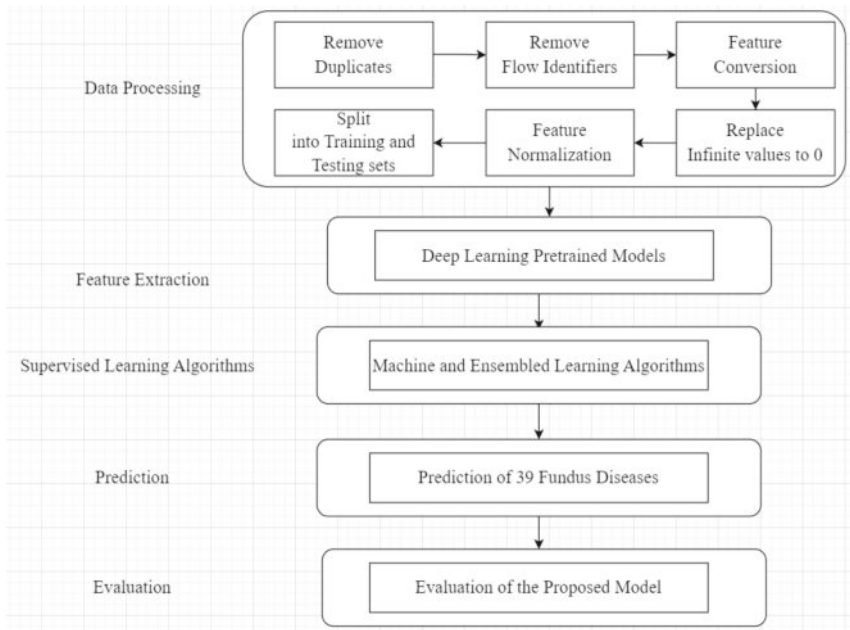 Data Processing
Remove
Duplicates
Remove
Flow Identifiers
Feature
Conversion
Replace
Infinite values to 0
Feature
Normalization
Split
into Training and
Testing sets
Feature Extraction
Deep Learning Pretrained Models
Supervised Learning Algorithms
Machine and Ensembled Learning Algorithms
Prediction
Prediction of 39 Fundus Diseases
Evaluation
Evaluation of the Proposed Model